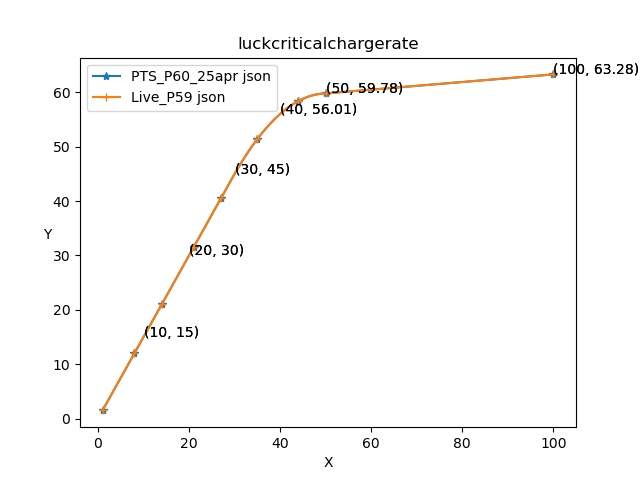 luckcriticalchargerate
PTS_P60_25apr json
Live_P59 json
(100, 63.28)
(50, 59.78)
(40, 56.01)
(30, 45)
(20, 30)
(10, 15)
60
50
40
30
20
10
0
Y
0 20 40 60 80 100
X